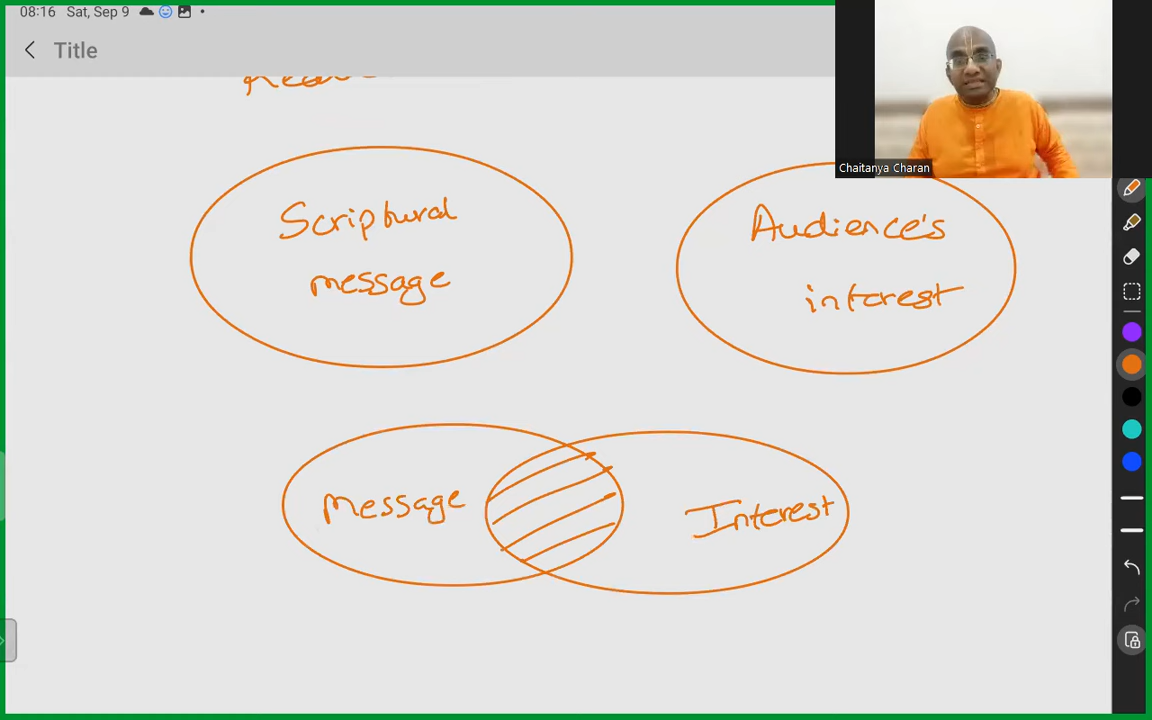 08:16 Sat, Sep 9
Title
Chaitanya Charan
Scriptural
message
Audience's
interest
Message
Interest